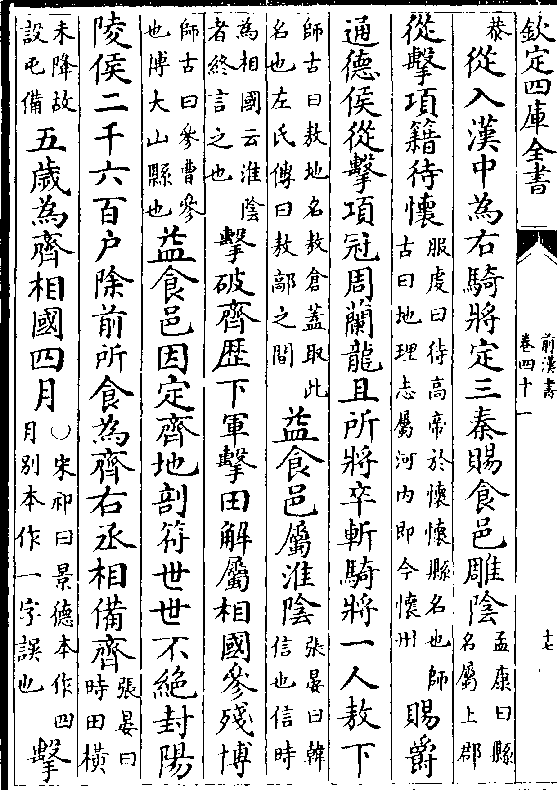 欽定四庫全書
前漢書
卷四十一
十七
恭從入漢中為右騎將定三秦賜食邑雕陰孟康曰縣名屬上郡
從擊項籍待懷服虔曰待高帝於懷懷縣名也師古曰地理志屬河内即今懷州賜爵
通德侯從擊項冠周蘭龍且所將卒斬騎將一人敖下
師古曰敖地名敖倉蓋取此名也左氏傳曰敖鄗之間益食邑屬淮陰張晏曰韓信也信時
為相國云淮陰者終言之也擊破齊歷下軍擊田解屬相國參殘博
師古曰參曹參也博太山縣也益食邑因定齊地剖符世世不絶封陽
陵侯二千六百户除前所食為齊右丞相備齊張晏曰時田橫
未降故設屯備五歲為齊相國四月○宋祁曰景德本作四月别本作一字誤也擊